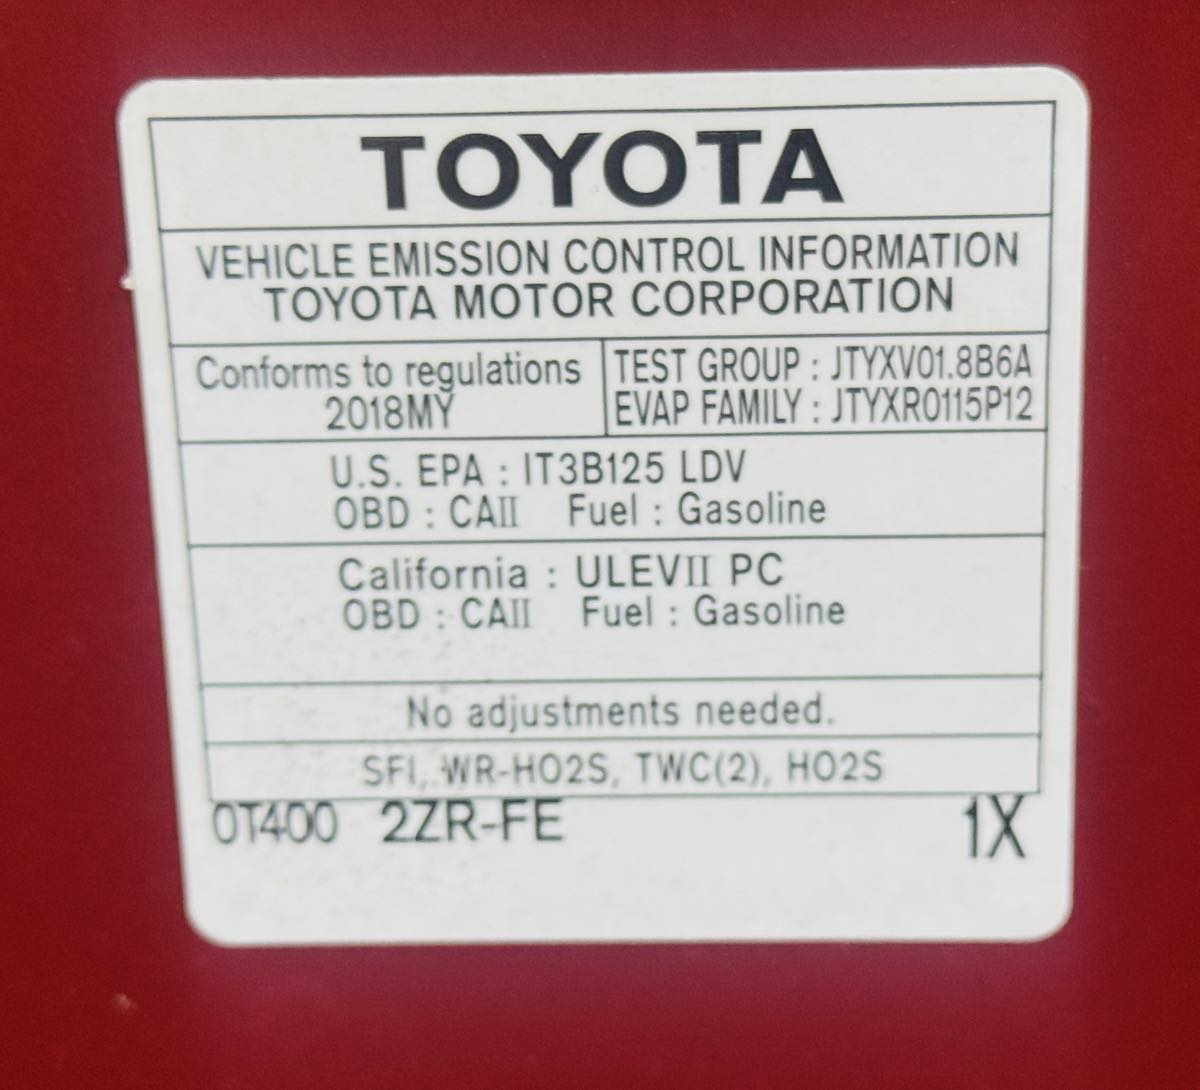 TOYOTA
VEHICLE EMISSION CONTROL INFORMATION
TOYOTA MOTOR CORPORATION
Conforms to regulations
2018MY
TEST GROUP : JTYXV01.8B6A
EVAP FAMILY : JTYXR0115P12
U.S. EPA : IT3B125 LDV
OBD : CAII Fuel : Gasoline
California : ULEVII PC
OBD : CAII Fuel : Gasoline
No adjustments needed.
SFI, WR-HO2S, TWC(2), HO2S
0T400 2ZR-FE 1X